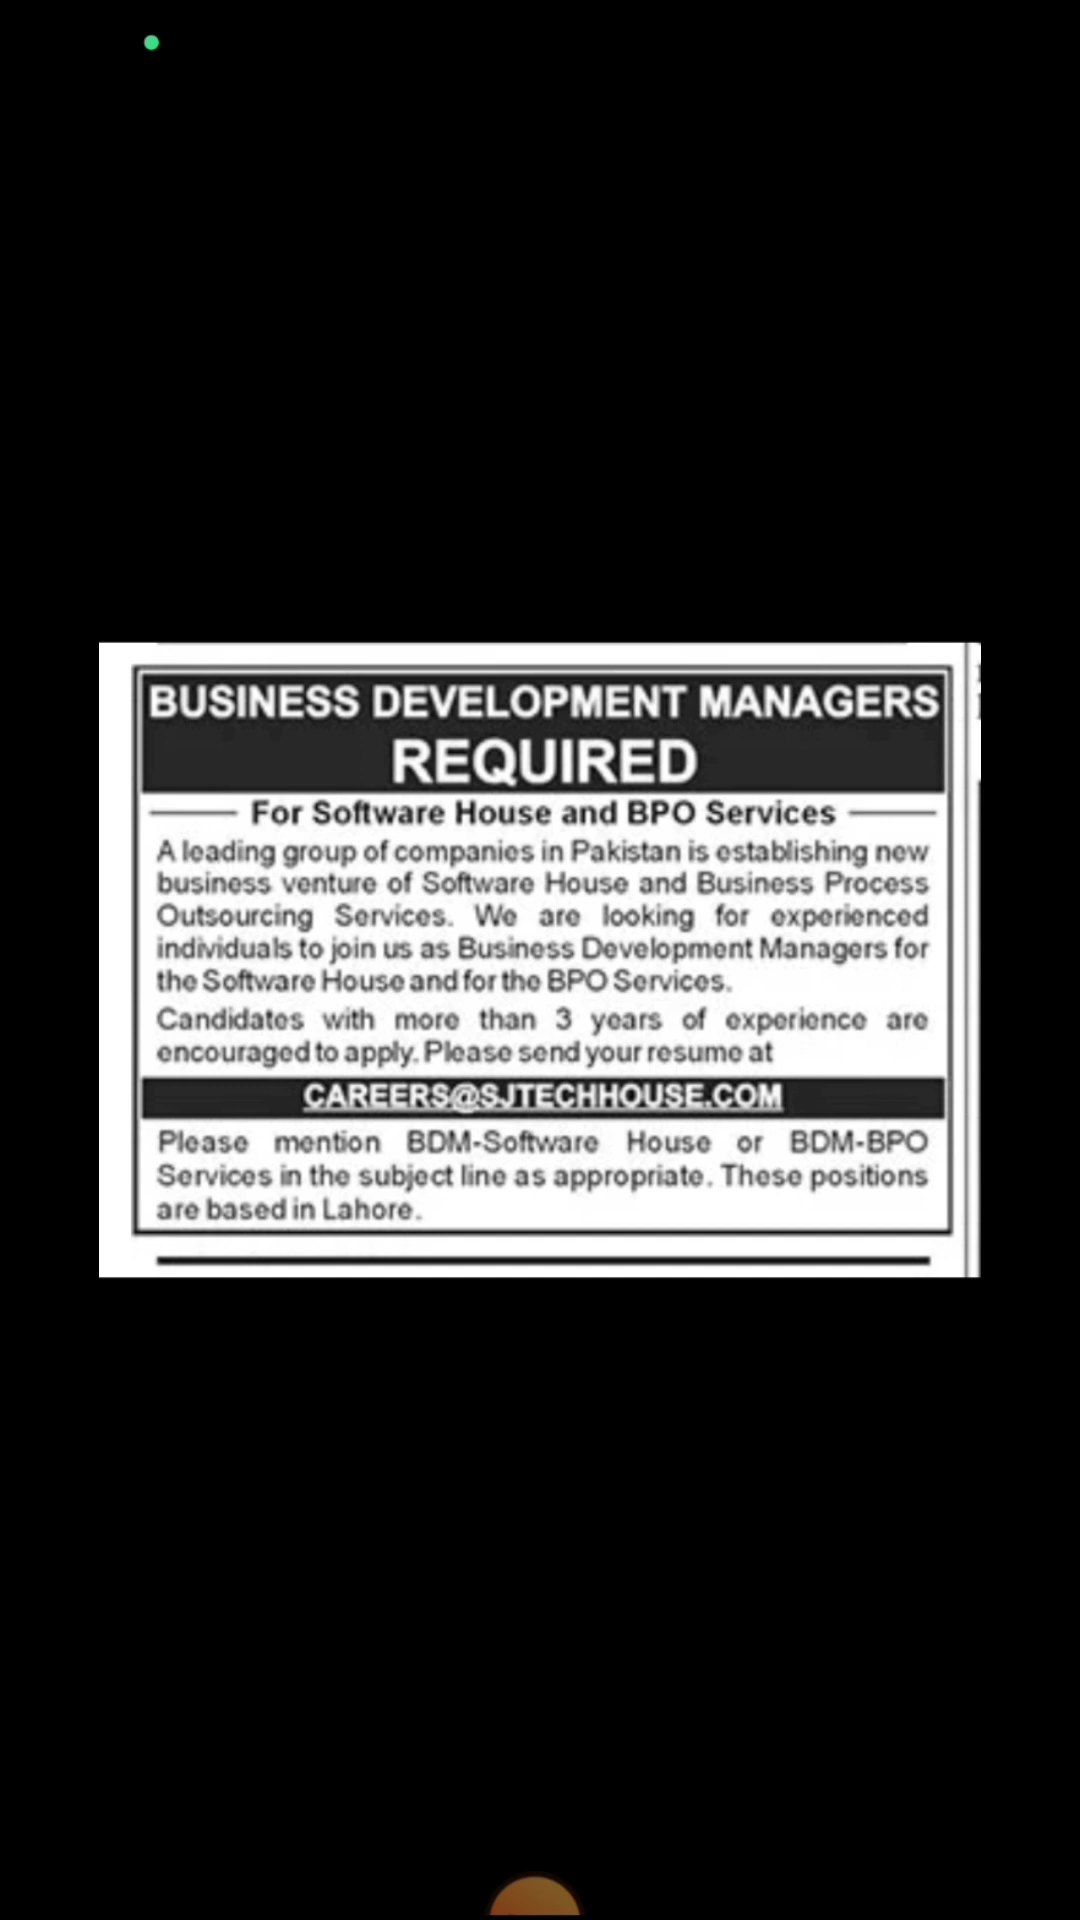 BUSINESS DEVELOPMENT MANAGERS
REQUIRED
For Software House and BPO Services
A leading group of companies in Pakistan is establishing new
business venture of Software House and Business Process
Outsourcing Services. We are looking for experienced
individuals to join us as Business Development Managers for
the Software House and for the BPO Services.
Candidates with more than 3 years of experience are
encouraged to apply. Please send your resume at
CAREERS@SJTECHHOUSE.COM
Please mention BDM-Software House or BDM-BPO
Services in the subject line as appropriate. These positions
are based in Lahore.